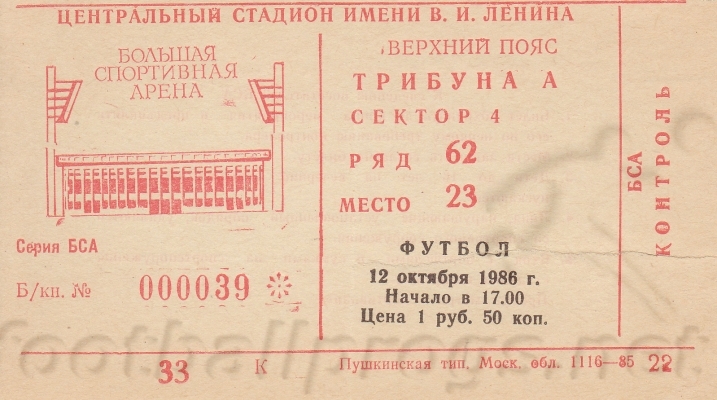 ЦЕНТРАЛЬНЫЙ СТАДИОН ИМЕНИ В. И. ЛЕНИНА
БОЛЬШАЯ
СПОРТИВНАЯ
АРЕНА
Серия БСА
Б/кн. № 000039
ВЕРХНИЙ ПОЯС
ТРИБУНА А
СЕКТОР 4
РЯД 62
МЕСТО 23
ФУТБОЛ
12 октября 1986 г.
Начало в 17.00
Цена 1 руб. 50 коп.
БСА
КОНТРОЛЬ
33 К Пушкинская тип. Моск. обл. 1116—85 22